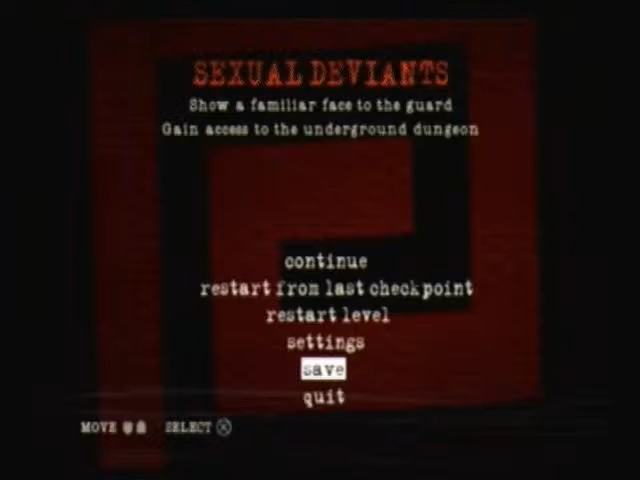 SEXUAL DEVIANTS
Show a familiar face to the guard
Gain access to the underground dungeon
continue
restart from last checkpoint
restart level
settings
save
quit
MOVE SELECT